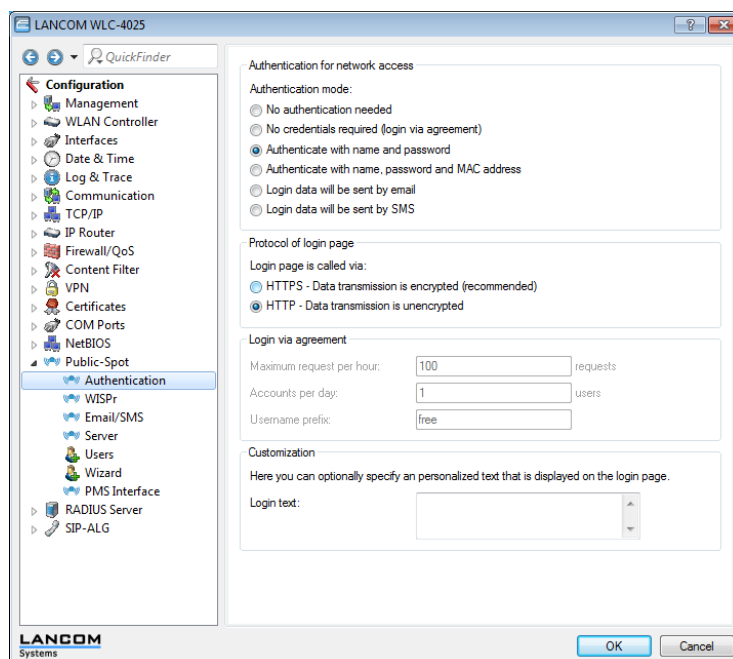 LANCOM WLC-4025
QuickFinder
Configuration
Management
WLAN Controller
Interfaces
Date & Time
Log & Trace
Communication
TCP/IP
IP Router
Firewall/QoS
Content Filter
VPN
Certificates
COM Ports
NetBIOS
Public-Spot
Authentication
WISPr
Email/SMS
Server
Users
Wizard
PMS Interface
RADIUS Server
SIP-ALG
Authentication for network access
Authentication mode:
No authentication needed
No credentials required (login via agreement)
Authenticate with name and password
Authenticate with name, password and MAC address
Login data will be sent by email
Login data will be sent by SMS
Protocol of login page
Login page is called via:
HTTPS - Data transmission is encrypted (recommended)
HTTP - Data transmission is unencrypted
Login via agreement
Maximum request per hour: 100 requests
Accounts per day: 1 users
Username prefix: free
Customization
Here you can optionally specify an personalized text that is displayed on the login page.
Login text:
LANCOM
Systems
OK Cancel